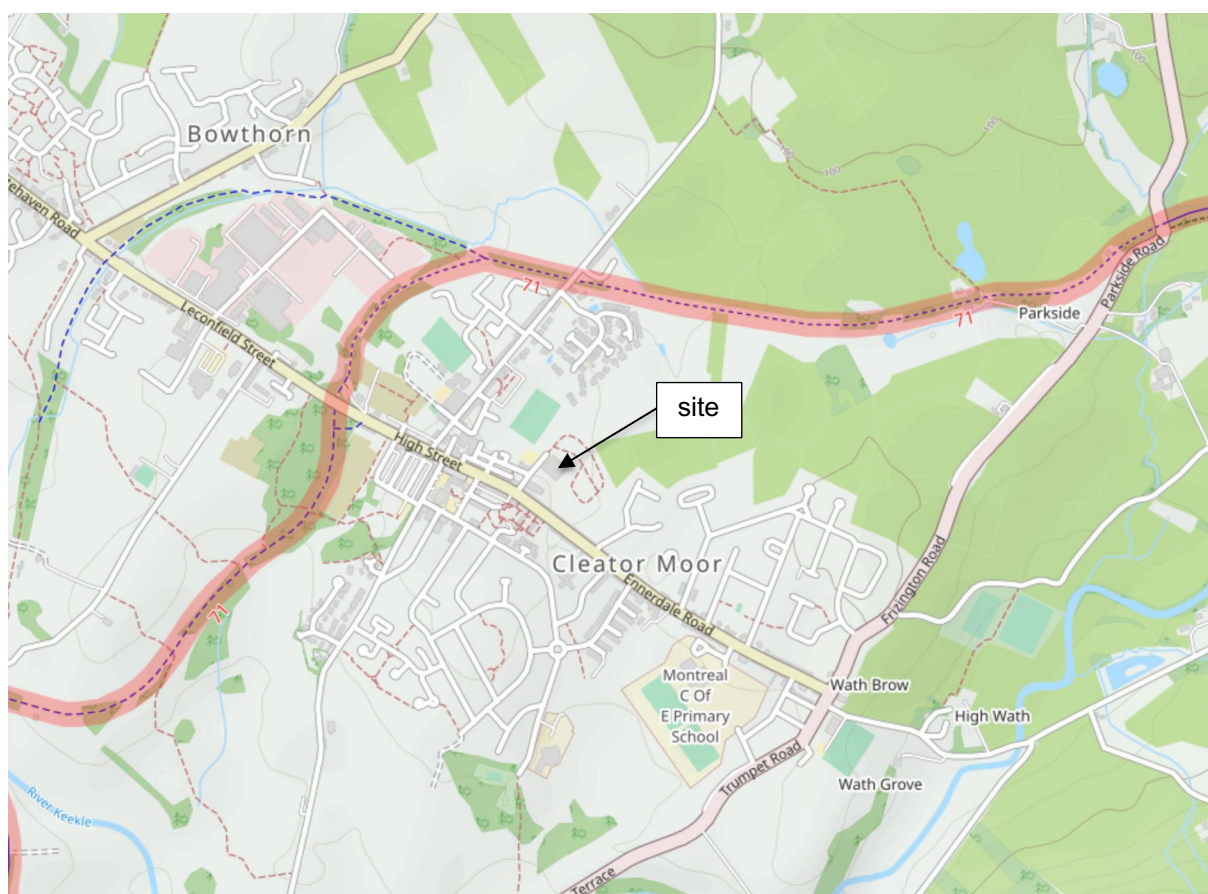 100
100
100
100
Bowthorn
ehaven Road
Leconfield Street
71
71
Parkside
Parkside Road
site
High Street
Cleator Moor
Ennerdale Road
Frizington Road
71
Montreal
C Of
E Primary
School
Wath Brow
High Wath
Trumpet Road
Wath Grove
River Keekle
Terrace